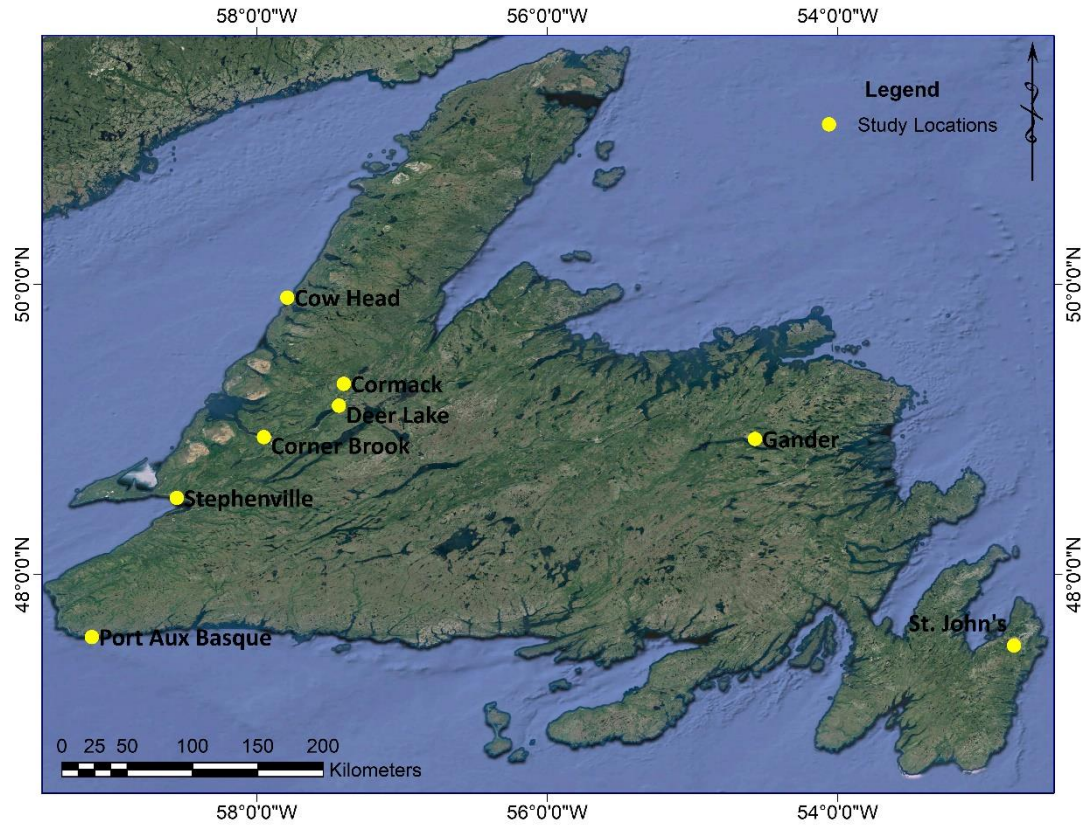 58°0'0"W 56°0'0"W 54°0'0"W
Legend
Study Locations
50°0'0"N 50°0'0"N
Cow Head
Cormack
Deer Lake
Corner Brook
Gander
Stephenville
48°0'0"N 48°0'0"N
St. John's
Port Aux Basque
0 25 50 100 150 200
Kilometers
58°0'0"W 56°0'0"W 54°0'0"W